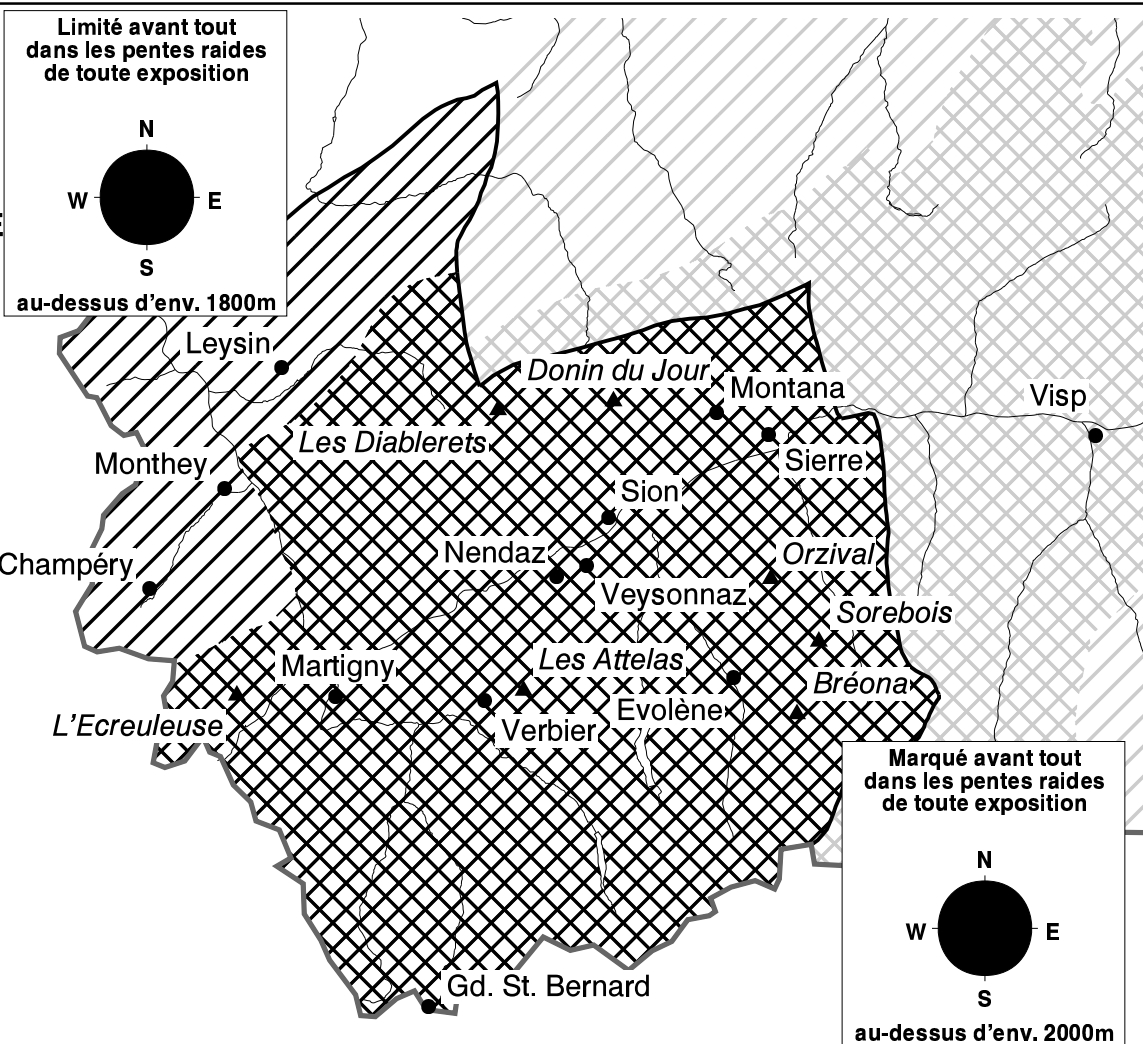 Limité avant tout
dans les pentes raides
de toute exposition
N
W
E
S
au-dessus d'env. 1800m
Leysin
Donin du Jour
Montana
Visp
Les Diablerets
Monthey
Sierre
Sion
Nendaz
Orzival
Champéry
Veysonnaz
Sorebois
Martigny
Les Attelas
Bréona
L'Ecreuleuse
Evolène
Verbier
Marqué avant tout
dans les pentes raides
de toute exposition
N
W
E
S
au-dessus d'env. 2000m
Gd. St. Bernard